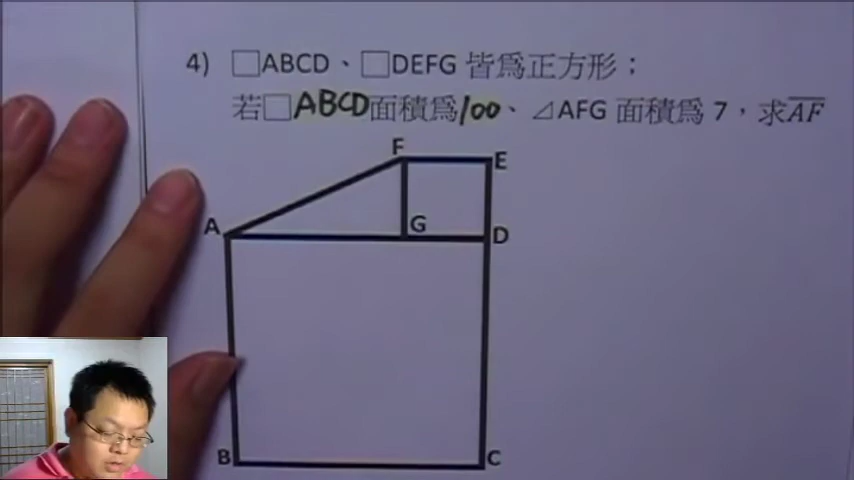 4) □ABCD、□DEFG 皆為正方形；
若□ABCD面積為100、⊿AFG 面積為 7，求A̅F̅
F E
A G D
B C